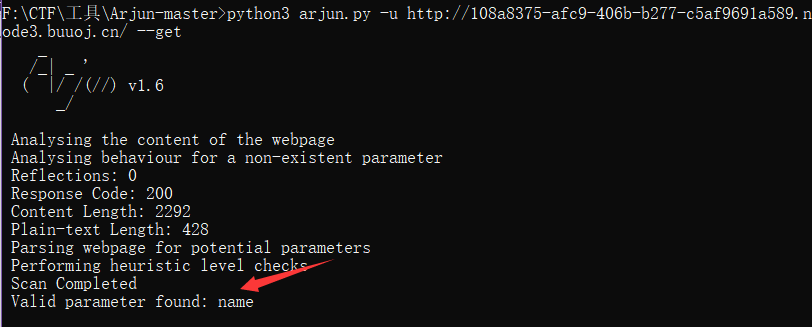 F:\CTF\工具\Arjun-master>python3 arjun.py -u http://108a8375-afc9-406b-b277-c5af9691a589.n
ode3.buuoj.cn/ --get
    _
   /_| _ '
  (  |/ /(//) v1.6
      _/
Analysing the content of the webpage
Analysing behaviour for a non-existent parameter
Reflections: 0
Response Code: 200
Content Length: 2292
Plain-text Length: 428
Parsing webpage for potential parameters
Performing heuristic level checks
Scan Completed
Valid parameter found: name